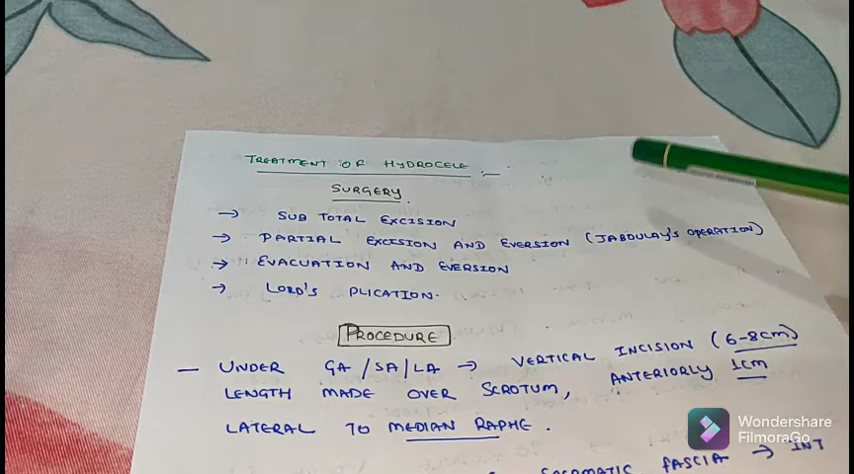 TREATMENT OF HYDROCELE :-
SURGERY.
→ SUB TOTAL EXCISION
→ PARTIAL EXCISION AND EVERSION (JABOULAY'S OPERATION)
→ EVACUATION AND EVERSION
→ LORD'S PLICATION.
PROCEDURE
— UNDER GA/SA/LA → VERTICAL INCISION (6-8cm)
LENGTH MADE OVER SCROTUM, ANTERIORLY 1cm
LATERAL TO MEDIAN RAPHE.
FASCIA → INT
Wondershare
FilmoraGo